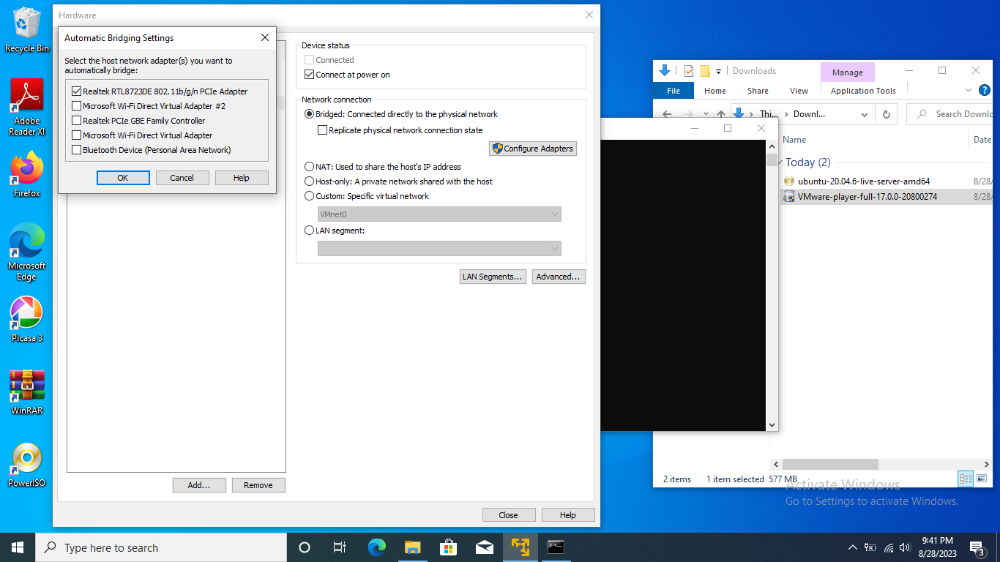 Recycle Bin
Adobe
Reader XI
Firefox
Microsoft
Edge
Picasa 3
WinRAR
PowerISO
Hardware
Automatic Bridging Settings
Select the host network adapter(s) you want to
automatically bridge:
Realtek RTL8723DE 802.11b/g/n PCIe Adapter
Microsoft Wi-Fi Direct Virtual Adapter #2
Realtek PCIe GBE Family Controller
Microsoft Wi-Fi Direct Virtual Adapter
Bluetooth Device (Personal Area Network)
OK
Cancel
Help
Device status
Connected
Connect at power on
Network connection
Bridged: Connected directly to the physical network
Replicate physical network connection state
Configure Adapters
NAT: Used to share the host's IP address
Host-only: A private network shared with the host
Custom: Specific virtual network
VMnet0
LAN segment:
LAN Segments...
Advanced...
Add...
Remove
Close
Help
Downloads
Manage
File
Home
Share
View
Application Tools
Thi...
Downl...
Search Downlo
Name
Date
Today (2)
ubuntu-20.04.6-live-server-amd64
8/28/
VMware-player-full-17.0.0-20800274
8/28/
2 items
1 item selected 577 MB
Activate Windows
Go to Settings to activate Windows.
Type here to search
9:41 PM
8/28/2023
3